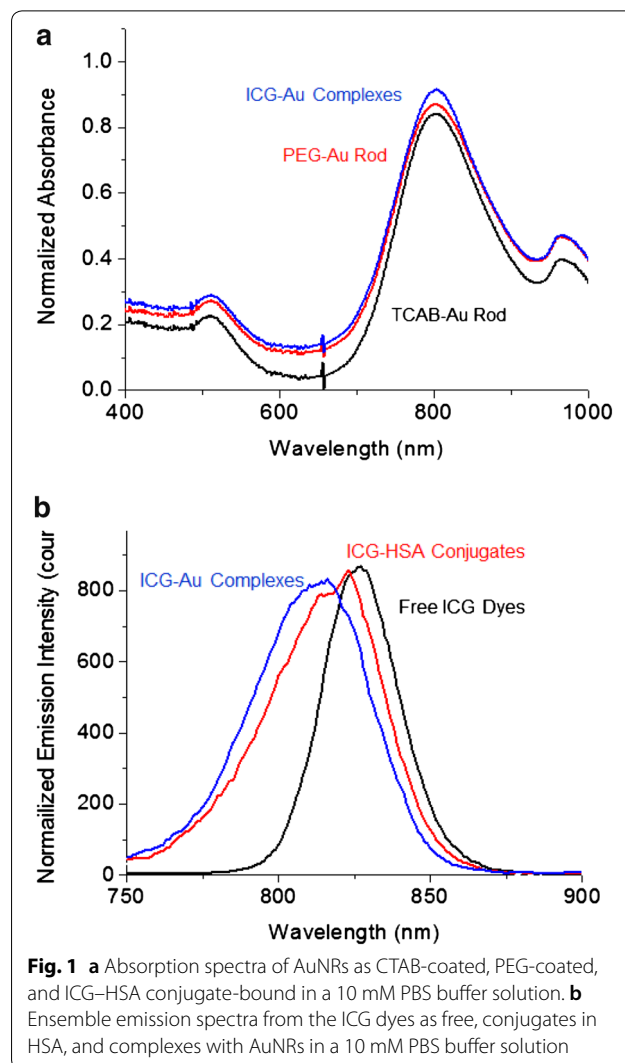 a
1.0
0.8
0.6
0.4
0.2
0.0
Normalized Absorbance
ICG-Au Complexes
PEG-Au Rod
TCAB-Au Rod
400
600
800
1000
Wavelength (nm)
b
800
600
400
200
0
Normailized Emission Intensity (cour
ICG-HSA Conjugates
ICG-Au Complexes
Free ICG Dyes
750
800
850
900
Wavelength (nm)
Fig. 1 a Absorption spectra of AuNRs as CTAB-coated, PEG-coated,
and ICG–HSA conjugate-bound in a 10 mM PBS buffer solution. b
Ensemble emission spectra from the ICG dyes as free, conjugates in
HSA, and complexes with AuNRs in a 10 mM PBS buffer solution